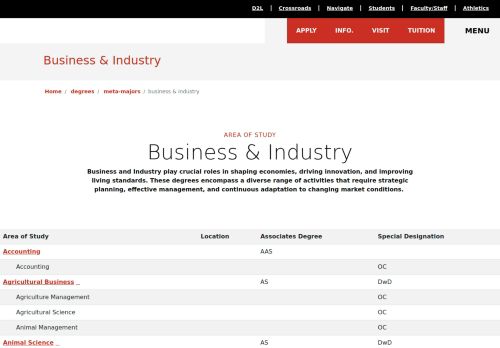 D2L | Crossroads | Navigate | Students | Faculty/Staff | Athletics
APPLY INFO. VISIT TUITION MENU
Business & Industry
Home / degrees / meta-majors / business & industry
AREA OF STUDY
Business & Industry
Business and Industry play crucial roles in shaping economies, driving innovation, and improving
living standards. These degrees encompass a diverse range of activities that require strategic
planning, effective management, and continuous adaptation to changing market conditions.
Area of Study Location Associates Degree Special Designation
Accounting AAS
Accounting OC
Agricultural Business AS DwD
Agriculture Management OC
Agricultural Science OC
Animal Management OC
Animal Science AS DwD